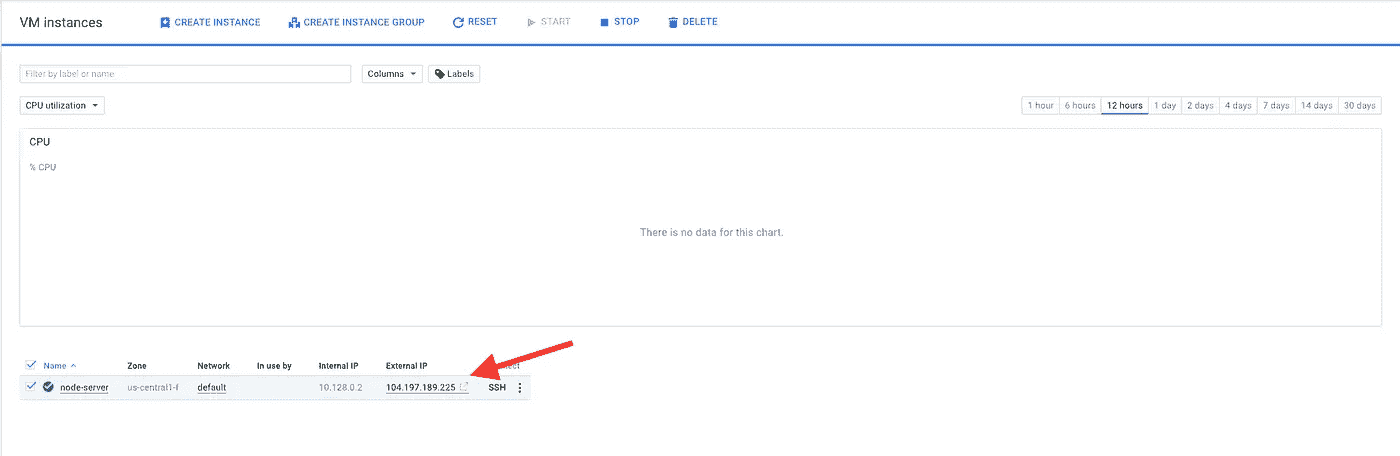 VM instances CREATE INSTANCE CREATE INSTANCE GROUP RESET START STOP DELETE
Filter by label or name Columns Labels
CPU utilization 1 hour 6 hours 12 hours 1 day 2 days 4 days 7 days 14 days 30 days
CPU
% CPU
There is no data for this chart.
Name Zone Network In use by Internal IP External IP
node-server us-central1-f default 10.128.0.2 104.197.189.225 SSH